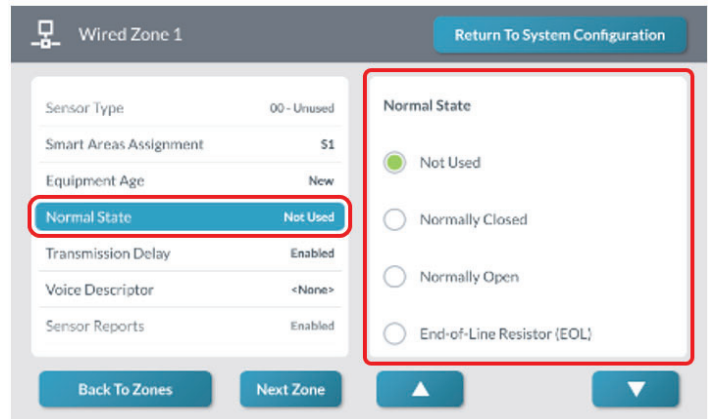 Wired Zone 1
Return To System Configuration
Sensor Type 00 - Unused
Smart Areas Assignment S1
Equipment Age New
Normal State Not Used
Transmission Delay Enabled
Voice Descriptor <None>
Sensor Reports Enabled
Normal State
Not Used
Normally Closed
Normally Open
End-of-Line Resistor (EOL)
Back To Zones
Next Zone